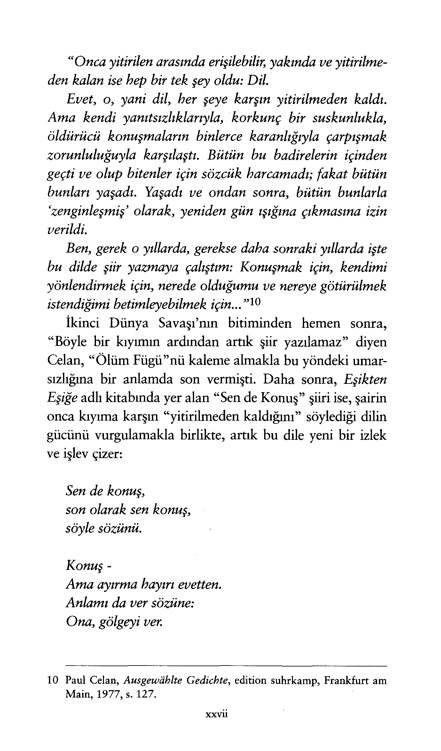 “Onca yitirilen arasında erişilebilir, yakında ve yitirilme-
den kalan ise hep bir tek şey oldu: Dil.
Evet, o, yani dil, her şeye karşın yitirilmeden kaldı.
Ama kendi yanıtsızlıklarıyla, korkunç bir suskunlukla,
öldürücü konuşmaların binlerce karanlığıyla çarpışmak
zorunluluğuyla karşılaştı. Bütün bu badirelerin içinden
geçti ve olup bitenler için sözcük harcamadı; fakat bütün
bunları yaşadı. Yaşadı ve ondan sonra, bütün bunlarla
‘zenginleşmiş’ olarak, yeniden gün ışığına çıkmasına izin
verildi.
Ben, gerek o yıllarda, gerekse daha sonraki yıllarda işte
bu dilde şiir yazmaya çalıştım: Konuşmak için, kendimi
yönlendirmek için, nerede olduğumu ve nereye götürülmek
istendiğimi betimleyebilmek için...”10
İkinci Dünya Savaşı’nın bitiminden hemen sonra,
“Böyle bir kıyımın ardından artık şiir yazılamaz” diyen
Celan, “Ölüm Fügü”nü kaleme almakla bu yöndeki umar-
sızlığına bir anlamda son vermişti. Daha sonra, Eşikten
Eşiğe adlı kitabında yer alan “Sen de Konuş” şiiri ise, şairin
onca kıyıma karşın “yitirilmeden kaldığını” söylediği dilin
gücünü vurgulamakla birlikte, artık bu dile yeni bir izlek
ve işlev çizer:
Sen de konuş,
son olarak sen konuş,
söyle sözünü.
Konuş -
Ama ayırma hayırı evetten.
Anlamı da ver sözüne:
Ona, gölgeyi ver.
10 Paul Celan, Ausgewählte Gedichte, edition suhrkamp, Frankfurt am
Main, 1977, s. 127.
xxvii